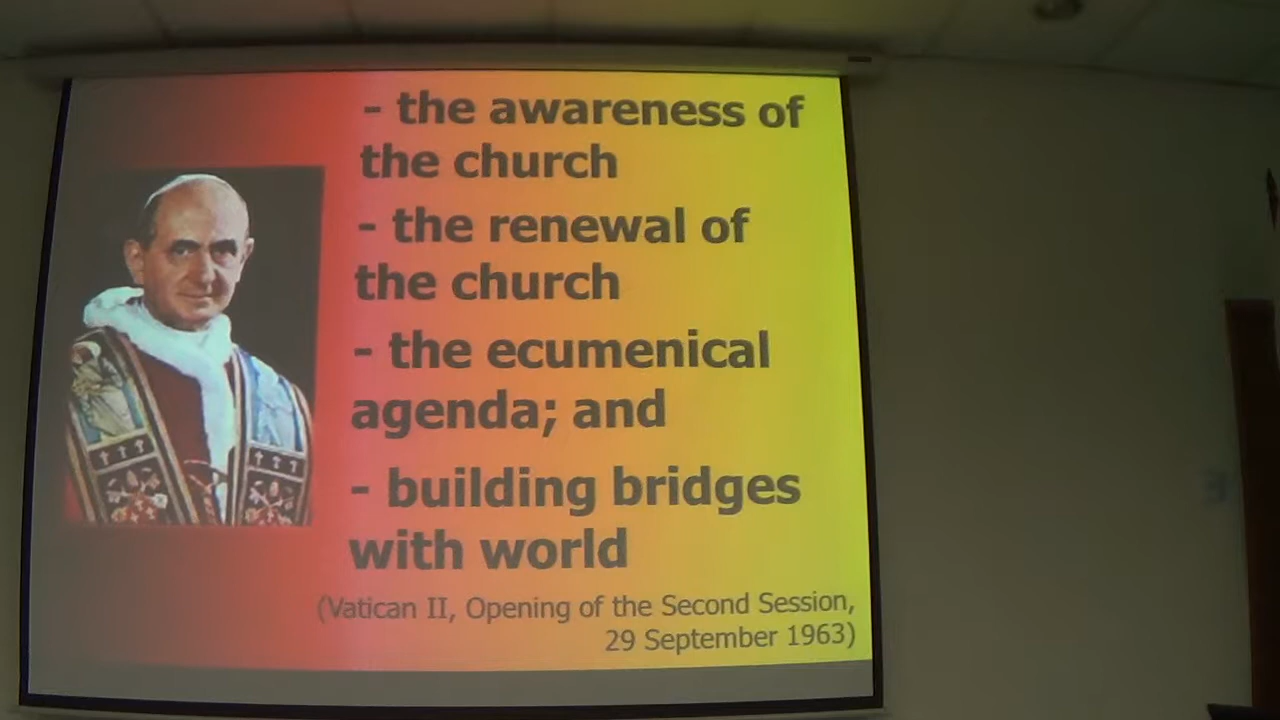 - the awareness of
the church
- the renewal of
the church
- the ecumenical
agenda; and
- building bridges
with world
(Vatican II, Opening of the Second Session,
29 September 1963)